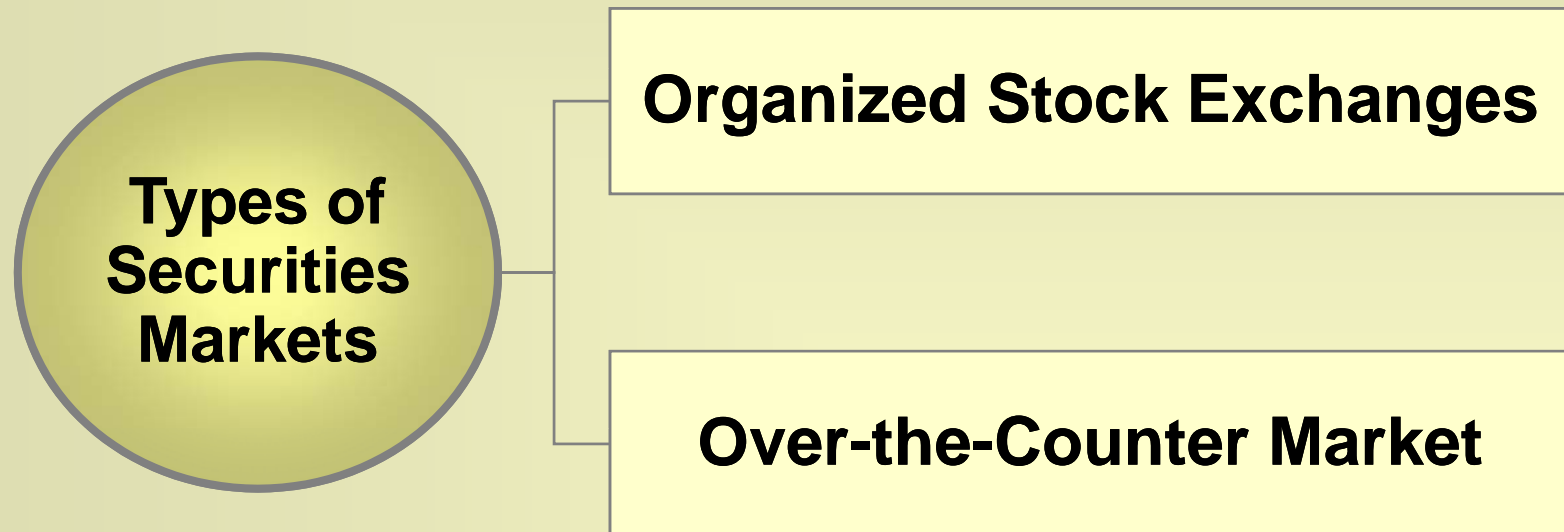 Types of
Securities
Markets
Organized Stock Exchanges
Over-the-Counter Market